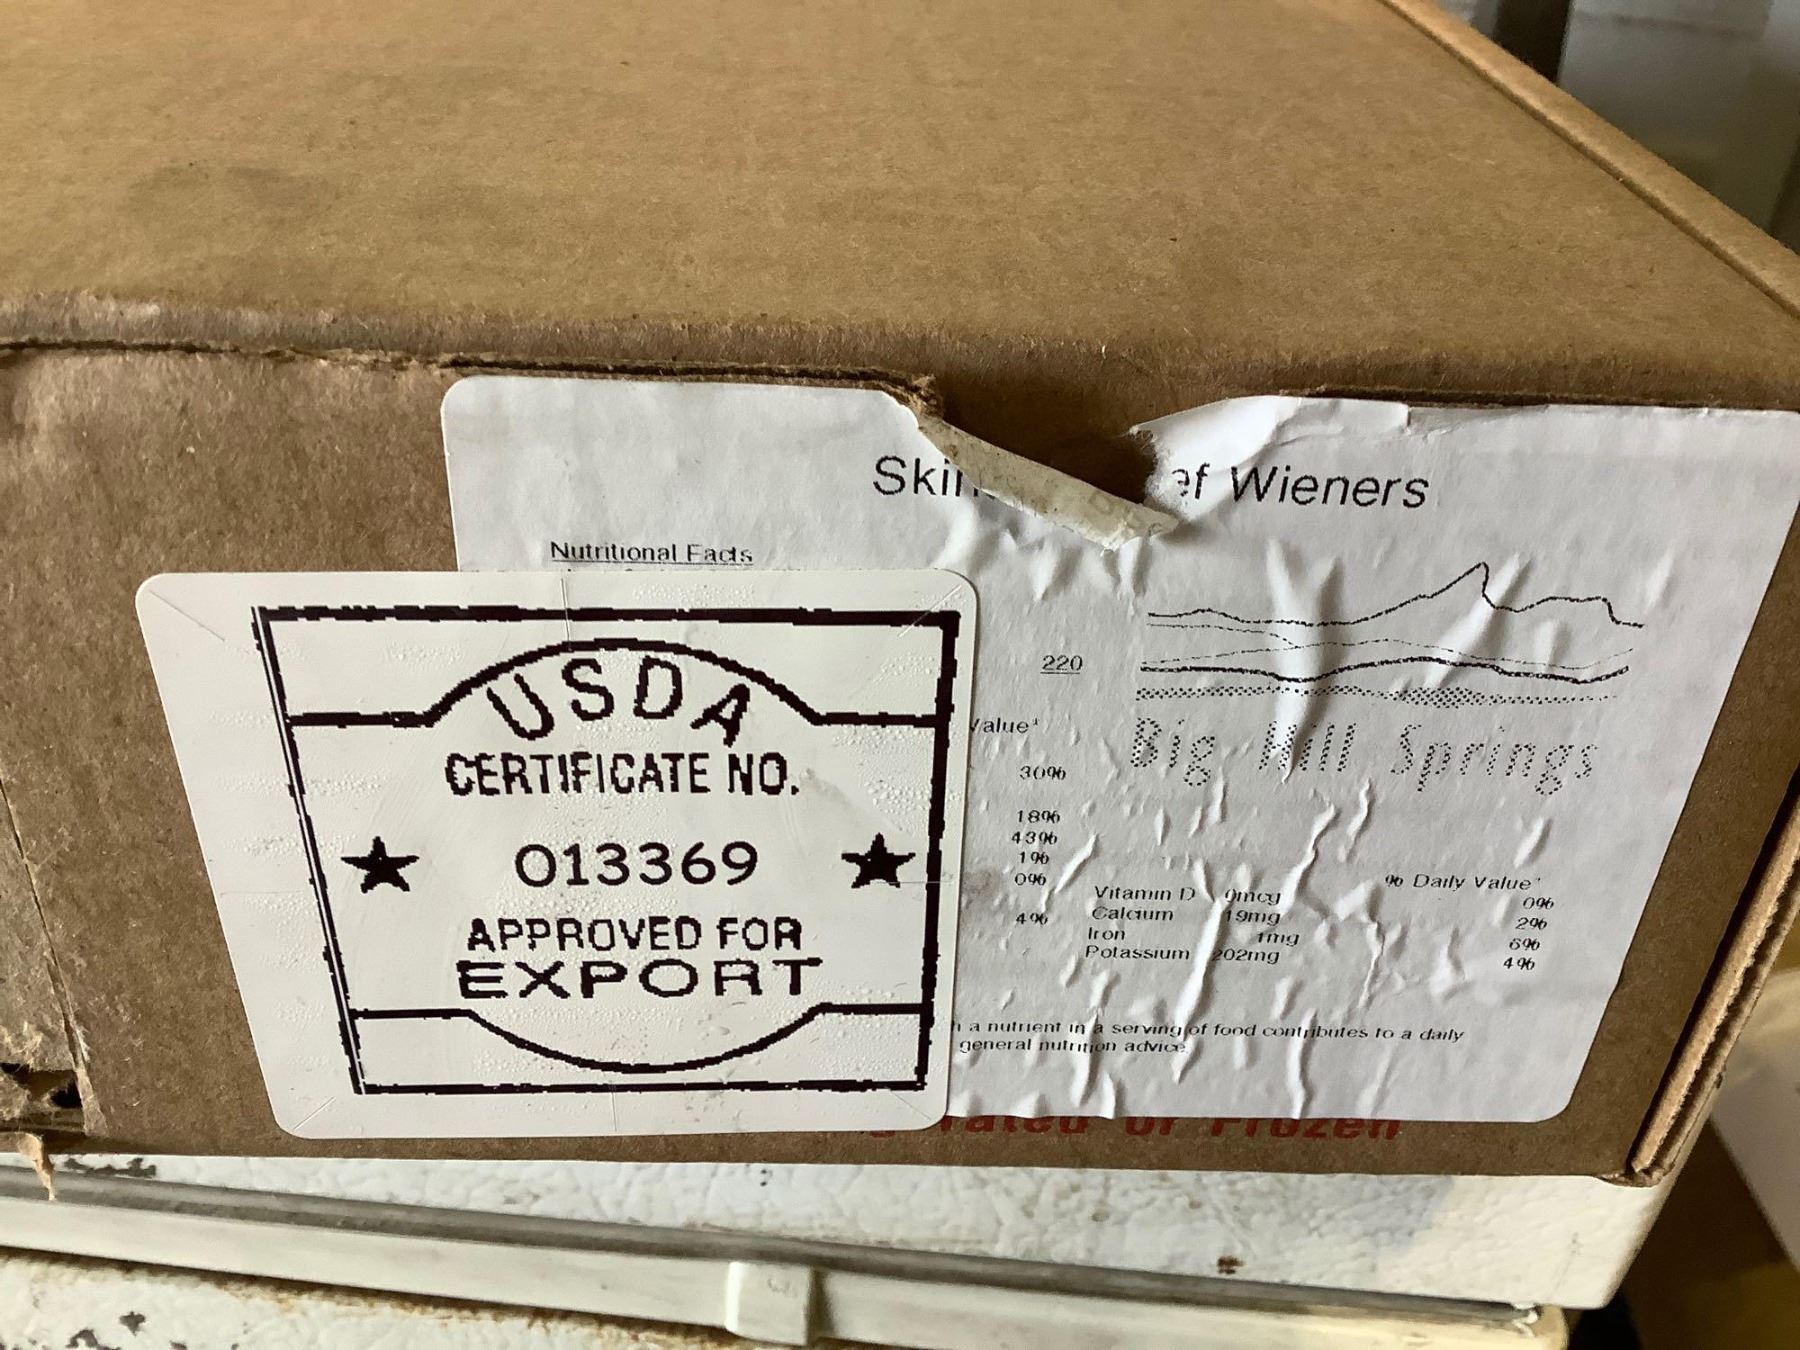 Wieners
Nutritional Facts
220
USDA
CERTIFICATE NO.
013369
APPROVED FOR
EXPORT
Value*
30%
18%
43%
1%
0%
4%
Big Hill Springs
% Daily Value*
Vitamin D 0mcg 0%
Calcium 19mg 2%
Iron 1mg 6%
Potassium 202mg 4%
a nutrient in a serving of food contributes to a daily
general nutrition advice
or Frozen